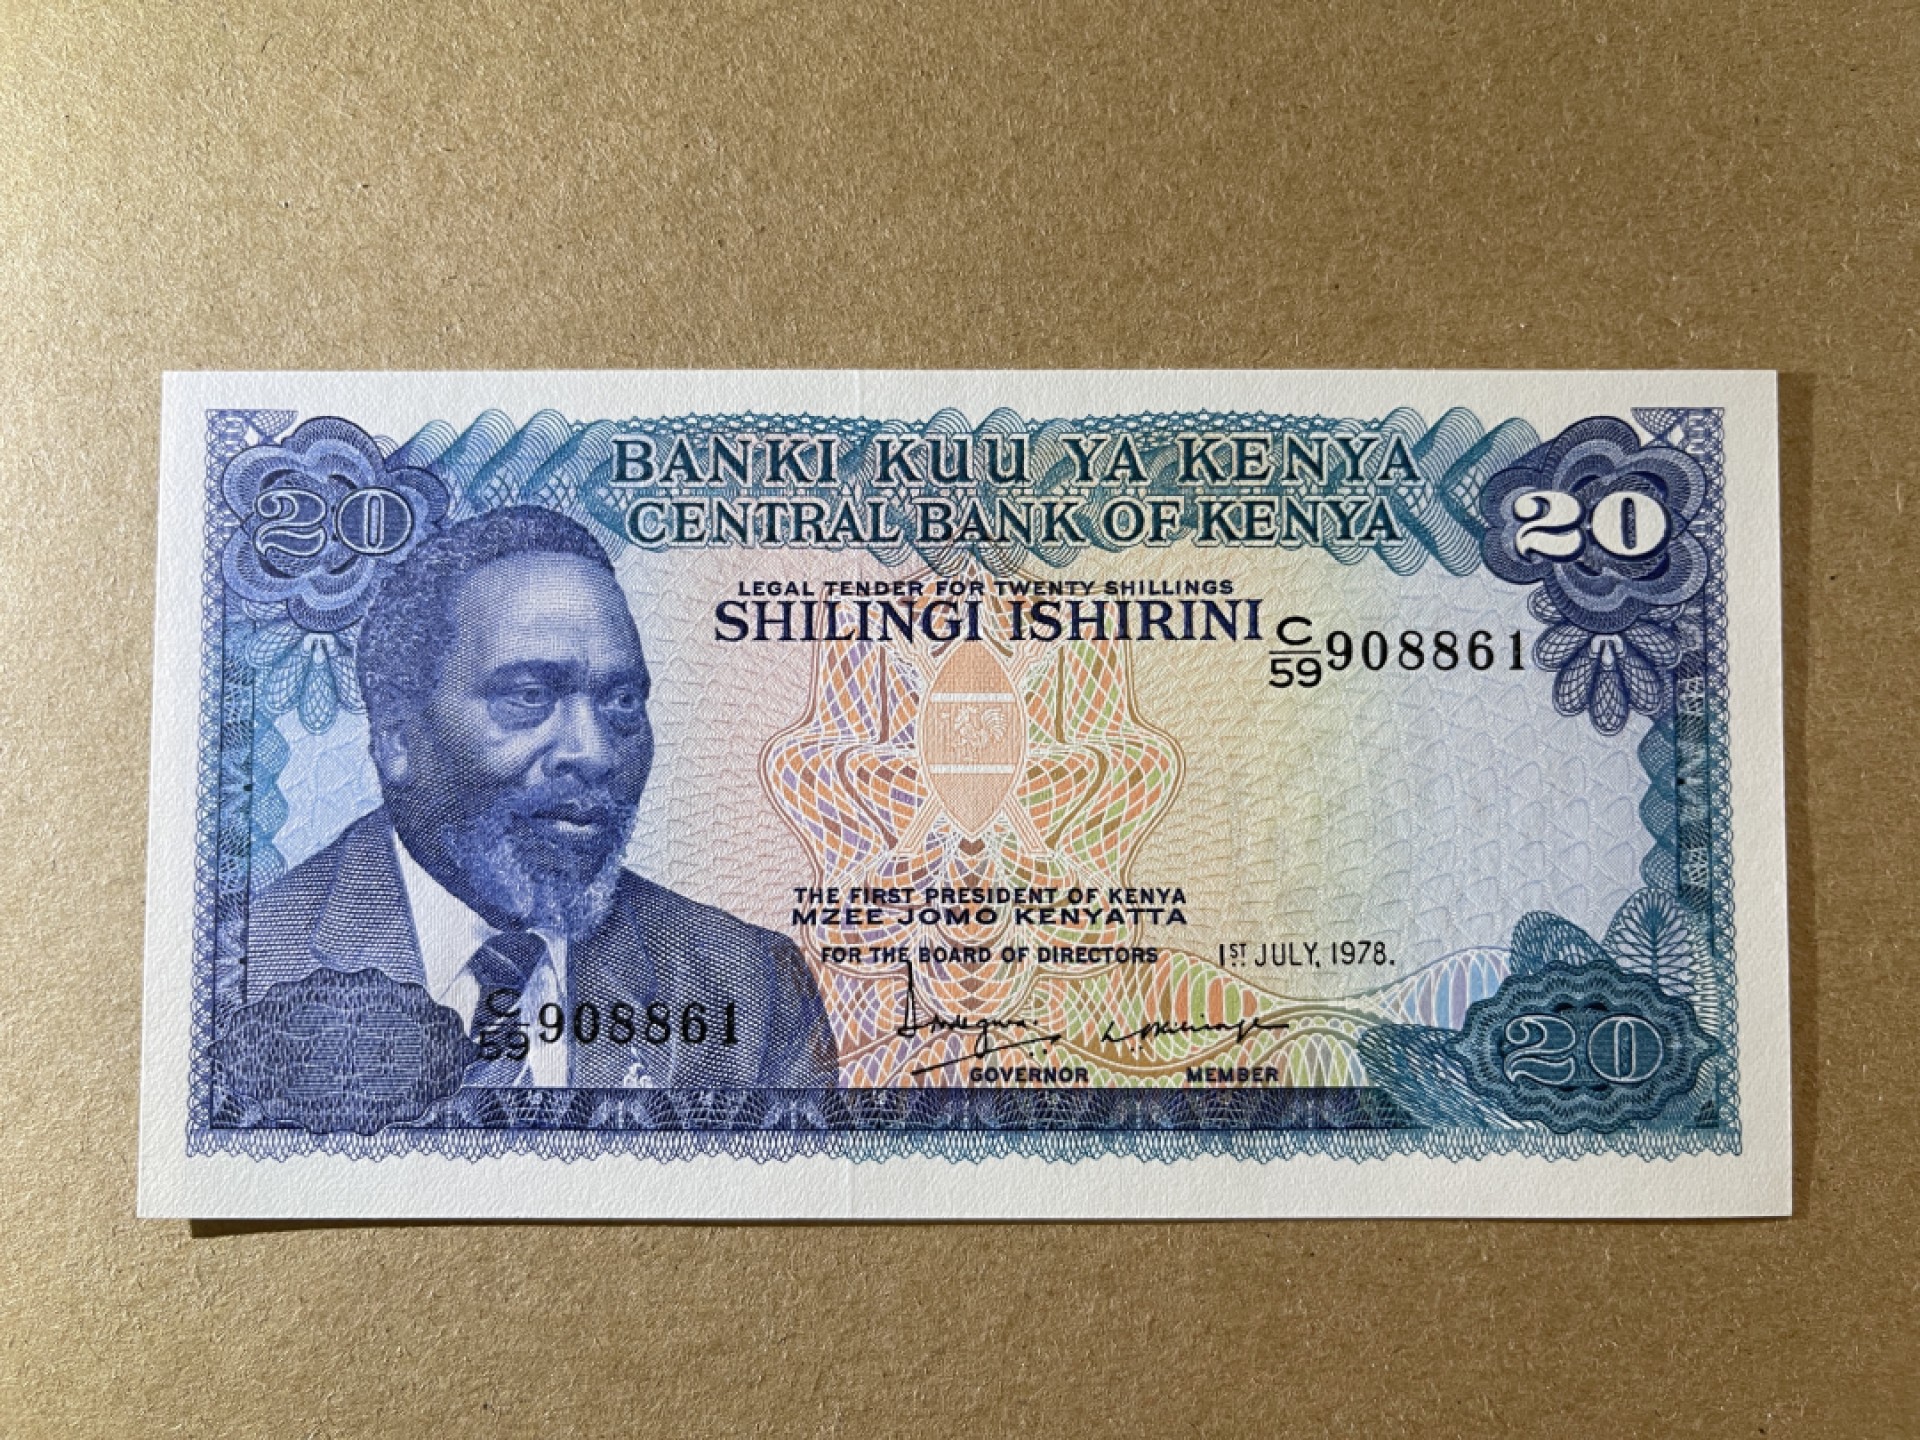 BANKI KUU YA KENYA
CENTRAL BANK OF KENYA
20
20
LEGAL TENDER FOR TWENTY SHILLINGS
SHILINGI ISHIRINI
C/59 908861
THE FIRST PRESIDENT OF KENYA
MZEE JOMO KENYATTA
FOR THE BOARD OF DIRECTORS
1ST JULY, 1978.
C/59 908861
GOVERNOR
MEMBER
20